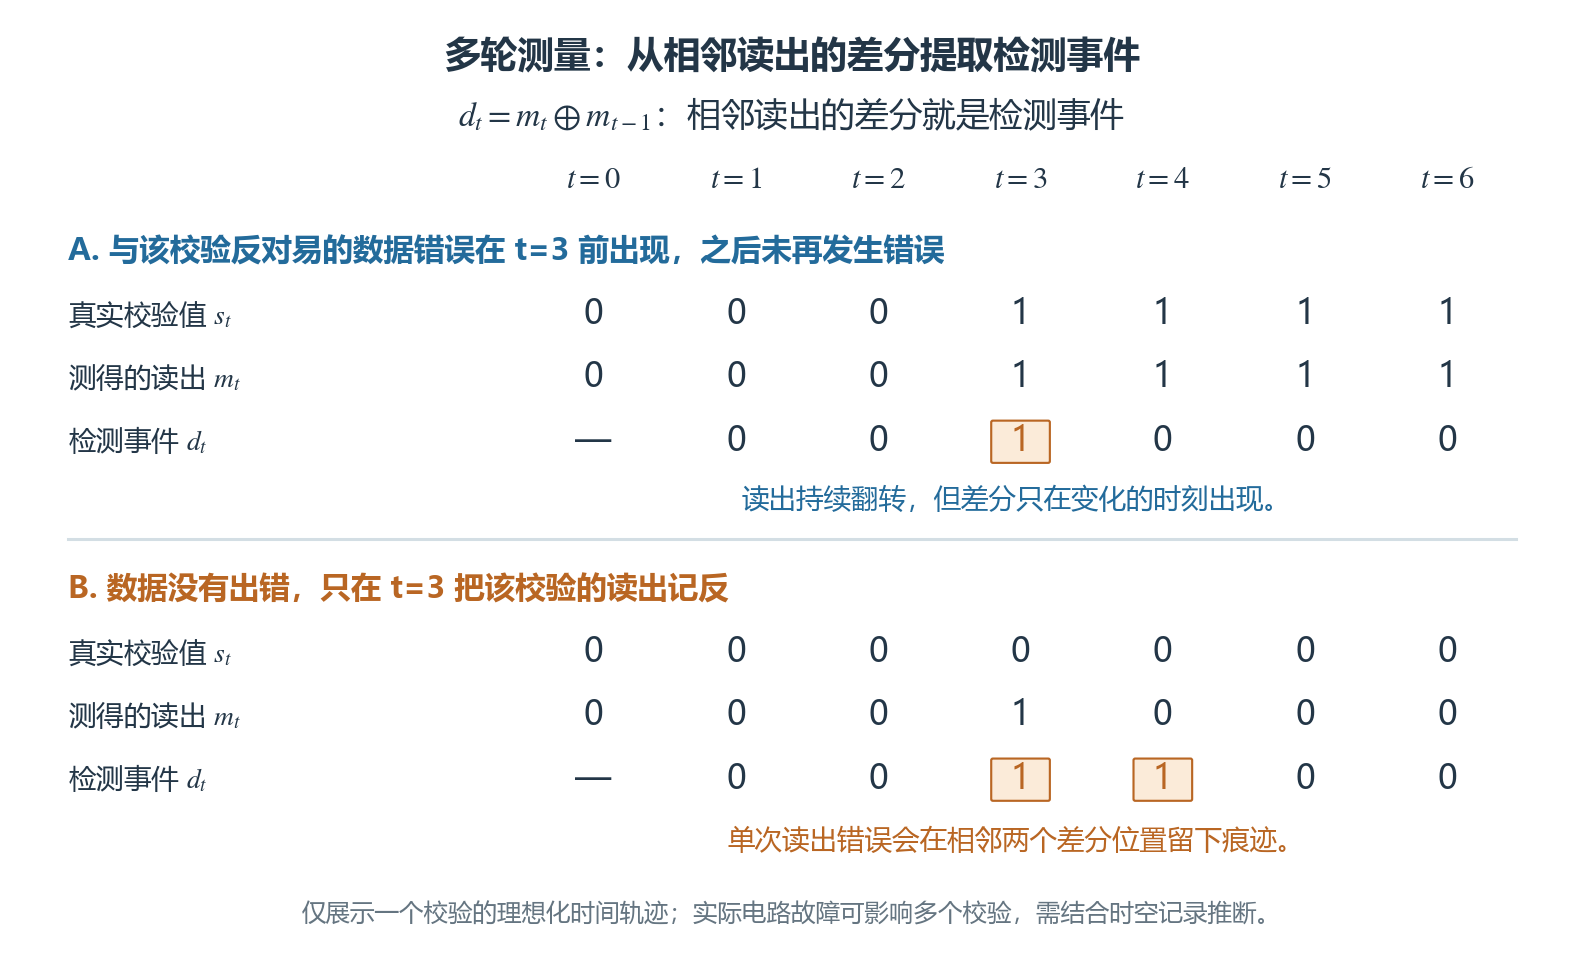 多轮测量：从相邻读出的差分提取检测事件
d_t = m_t ⊕ m_{t−1}：相邻读出的差分就是检测事件
t=0 t=1 t=2 t=3 t=4 t=5 t=6
A. 与该校验反对易的数据错误在 t=3 前出现，之后未再发生错误
真实校验值 s_t 0 0 0 1 1 1 1
测得的读出 m_t 0 0 0 1 1 1 1
检测事件 d_t — 0 0 1 0 0 0
读出持续翻转，但差分只在变化的时刻出现。
B. 数据没有出错，只在 t=3 把该校验的读出记反
真实校验值 s_t 0 0 0 0 0 0 0
测得的读出 m_t 0 0 0 1 0 0 0
检测事件 d_t — 0 0 1 1 0 0
单次读出错误会在相邻两个差分位置留下痕迹。
仅展示一个校验的理想化时间轨迹；实际电路故障可影响多个校验，需结合时空记录推断。